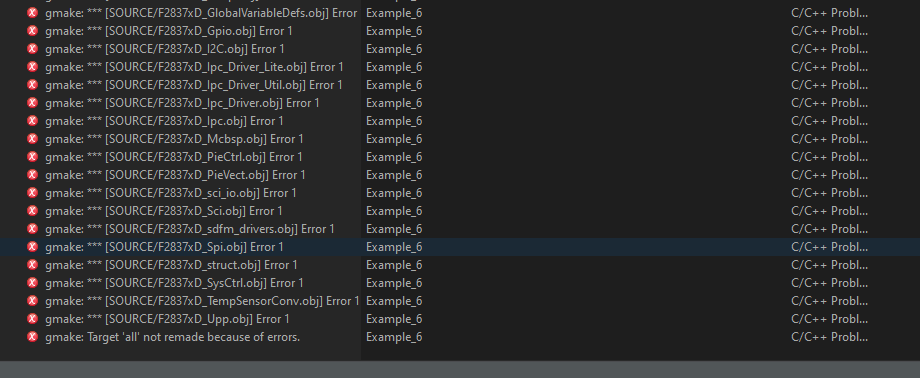 gmake: *** [SOURCE/F2837xD_GlobalVariableDefs.obj] Error Example_6 C/C++ Probl...
gmake: *** [SOURCE/F2837xD_Gpio.obj] Error 1 Example_6 C/C++ Probl...
gmake: *** [SOURCE/F2837xD_I2C.obj] Error 1 Example_6 C/C++ Probl...
gmake: *** [SOURCE/F2837xD_Ipc_Driver_Lite.obj] Error 1 Example_6 C/C++ Probl...
gmake: *** [SOURCE/F2837xD_Ipc_Driver_Util.obj] Error 1 Example_6 C/C++ Probl...
gmake: *** [SOURCE/F2837xD_Ipc_Driver.obj] Error 1 Example_6 C/C++ Probl...
gmake: *** [SOURCE/F2837xD_Ipc.obj] Error 1 Example_6 C/C++ Probl...
gmake: *** [SOURCE/F2837xD_Mcbsp.obj] Error 1 Example_6 C/C++ Probl...
gmake: *** [SOURCE/F2837xD_PieCtrl.obj] Error 1 Example_6 C/C++ Probl...
gmake: *** [SOURCE/F2837xD_PieVect.obj] Error 1 Example_6 C/C++ Probl...
gmake: *** [SOURCE/F2837xD_sci_io.obj] Error 1 Example_6 C/C++ Probl...
gmake: *** [SOURCE/F2837xD_Sci.obj] Error 1 Example_6 C/C++ Probl...
gmake: *** [SOURCE/F2837xD_sdfm_drivers.obj] Error 1 Example_6 C/C++ Probl...
gmake: *** [SOURCE/F2837xD_Spi.obj] Error 1 Example_6 C/C++ Probl...
gmake: *** [SOURCE/F2837xD_struct.obj] Error 1 Example_6 C/C++ Probl...
gmake: *** [SOURCE/F2837xD_SysCtrl.obj] Error 1 Example_6 C/C++ Probl...
gmake: *** [SOURCE/F2837xD_TempSensorConv.obj] Error 1 Example_6 C/C++ Probl...
gmake: *** [SOURCE/F2837xD_Upp.obj] Error 1 Example_6 C/C++ Probl...
gmake: Target 'all' not remade because of errors. Example_6 C/C++ Probl...